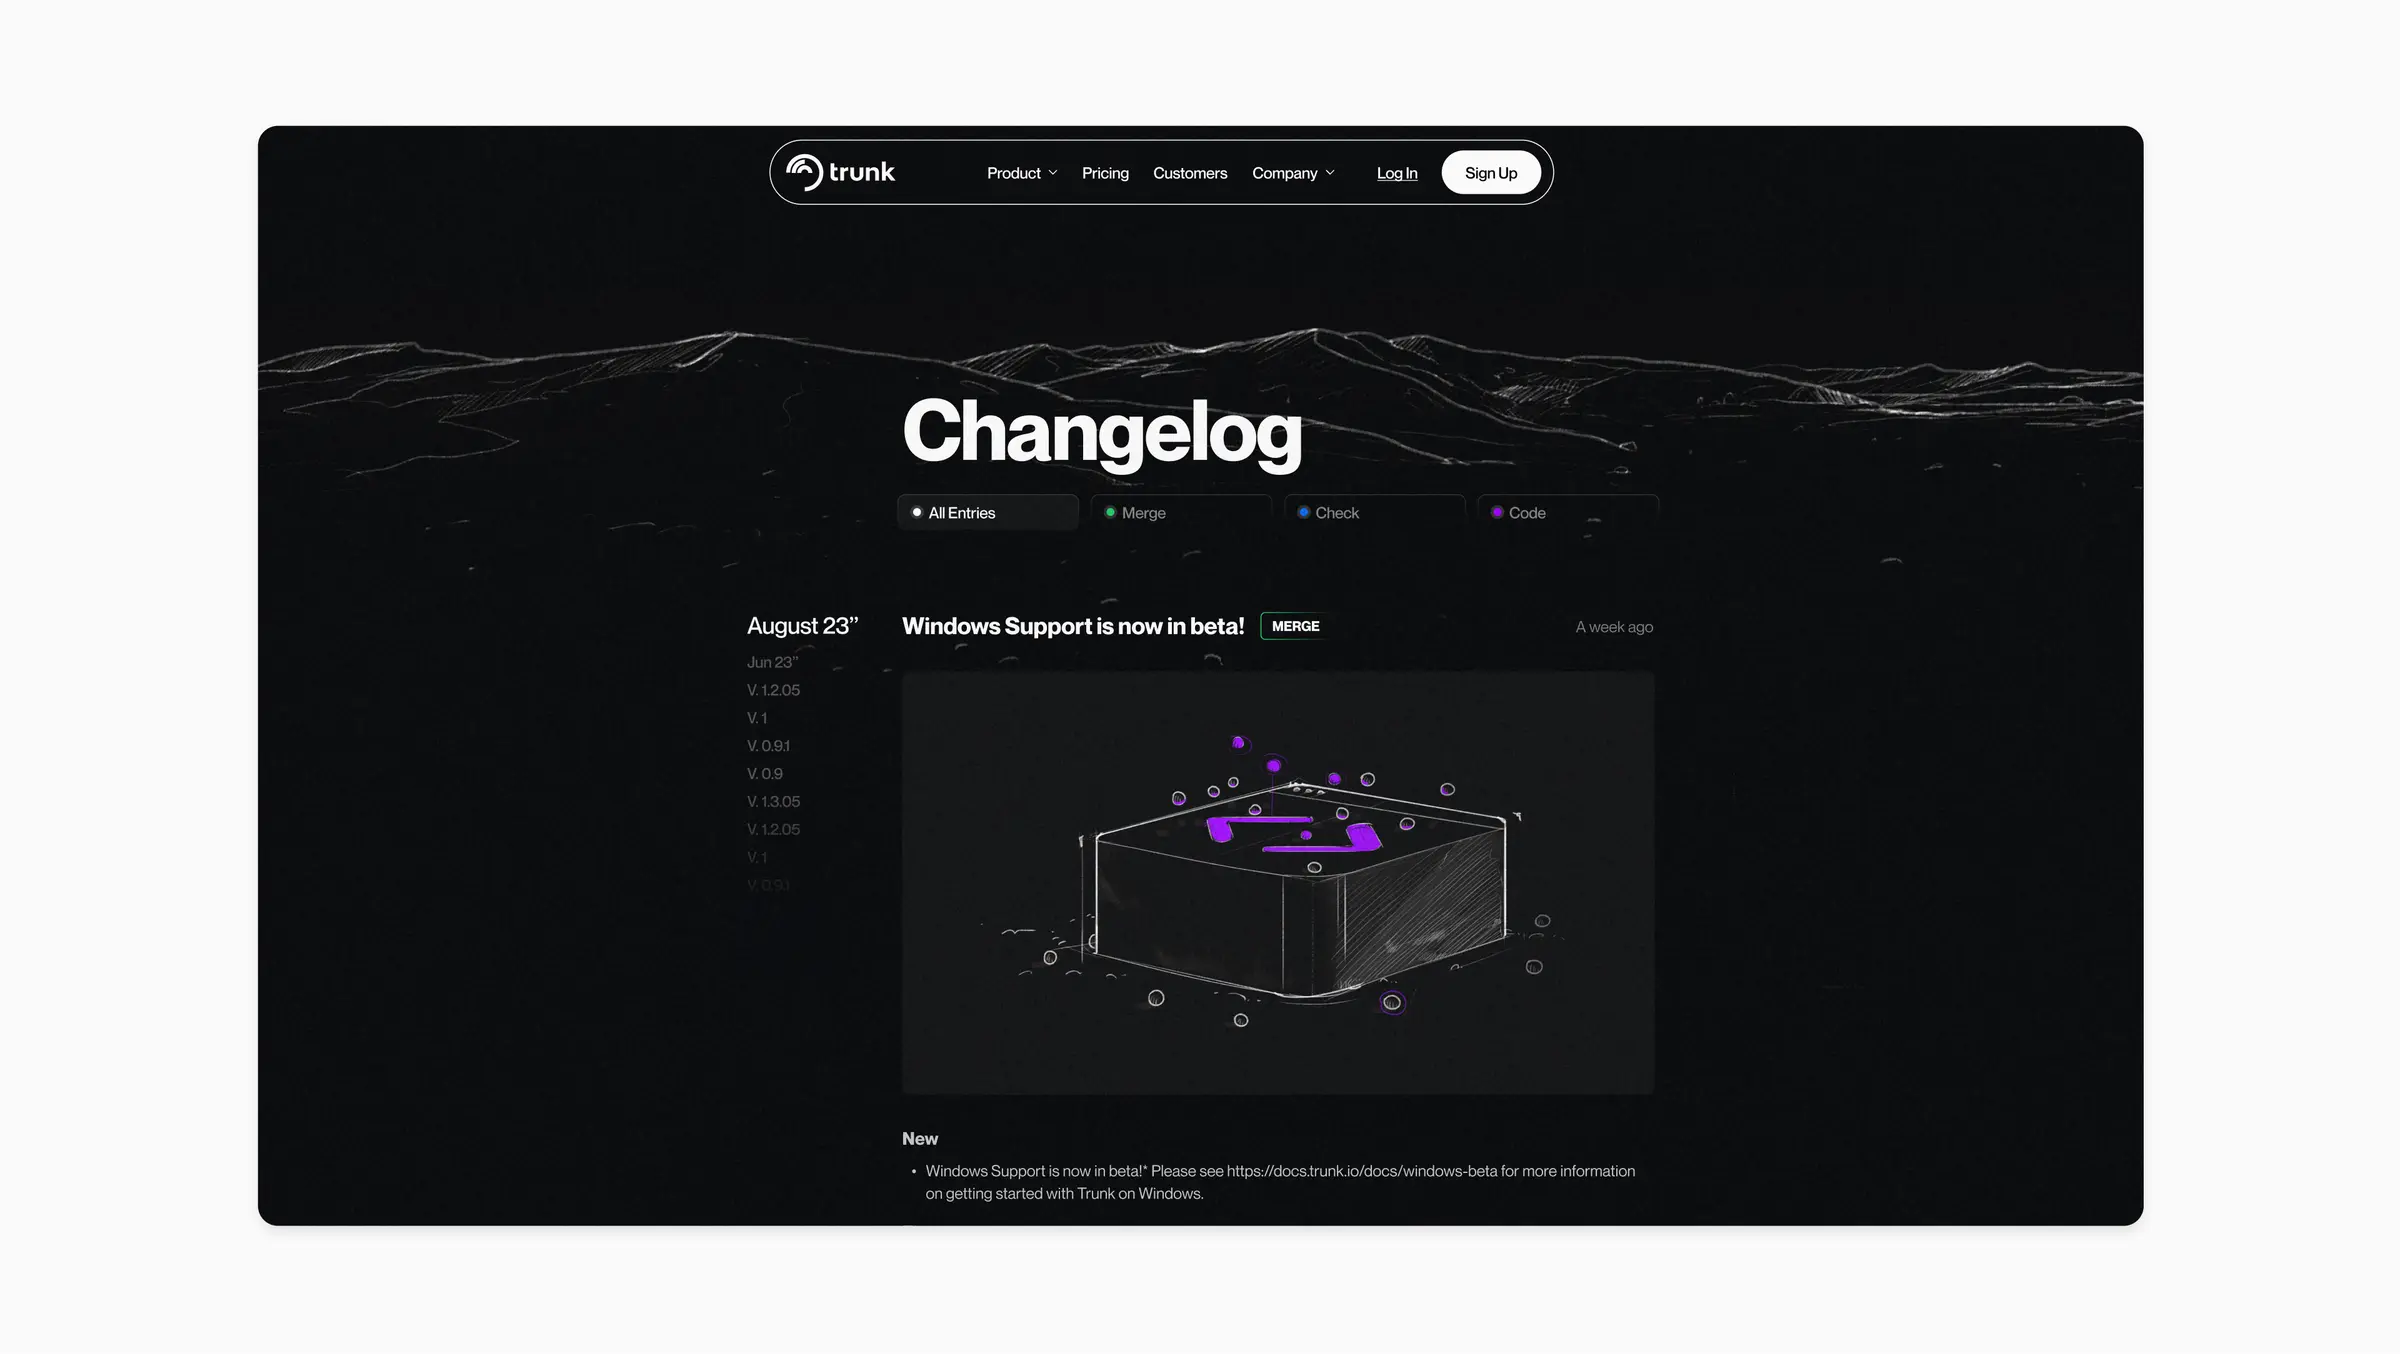 trunk
Product
Pricing
Customers
Company
Log In
Sign Up
Changelog
All Entries
Merge
Check
Code
August 23”
Jun 23”
V. 1.2.05
V. 1
V. 0.9.1
V. 0.9
V. 1.3.05
V. 1.2.05
V. 1
V. 0.9.1
Windows Support is now in beta!
MERGE
A week ago
New
• Windows Support is now in beta!* Please see https://docs.trunk.io/docs/windows-beta for more information
on getting started with Trunk on Windows.